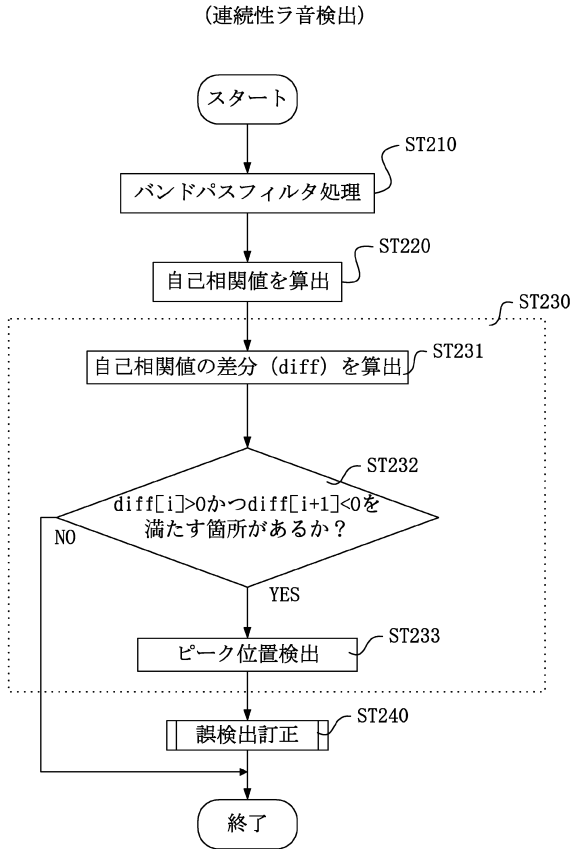 (連続性ラ音検出)
スタート
ST210
バンドパスフィルタ処理
ST220
自己相関値を算出
ST230
ST231
自己相関値の差分 (diff) を算出
ST232
diff[i]>0かつdiff[i+1]<0を
満たす箇所があるか？
NO
YES
ST233
ピーク位置検出
ST240
誤検出訂正
終了